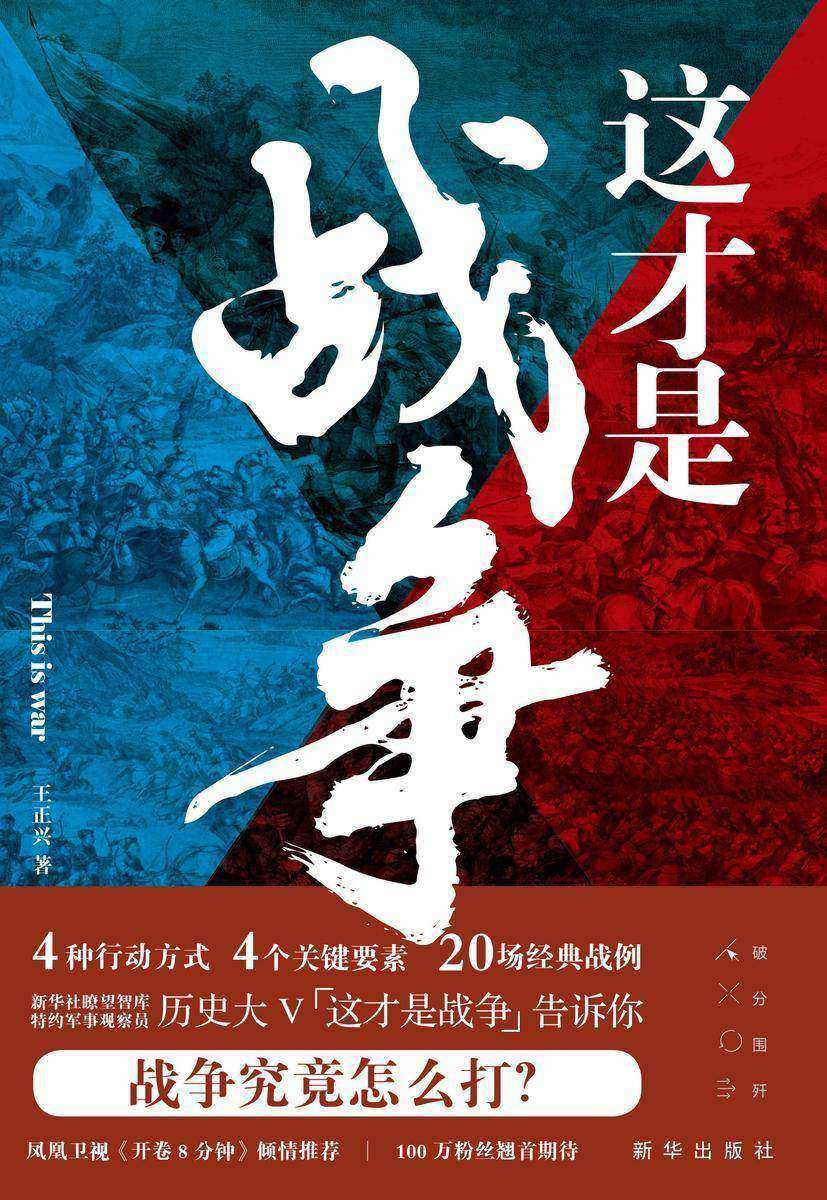 这才是
战争
This is war
王正兴 著
4种行动方式 4个关键要素 20场经典战例
新华社瞭望智库
特约军事观察员
历史大V「这才是战争」告诉你
战争究竟怎么打?
破
分
围
歼
凤凰卫视《开卷8分钟》倾情推荐 | 100万粉丝翘首期待
新华出版社